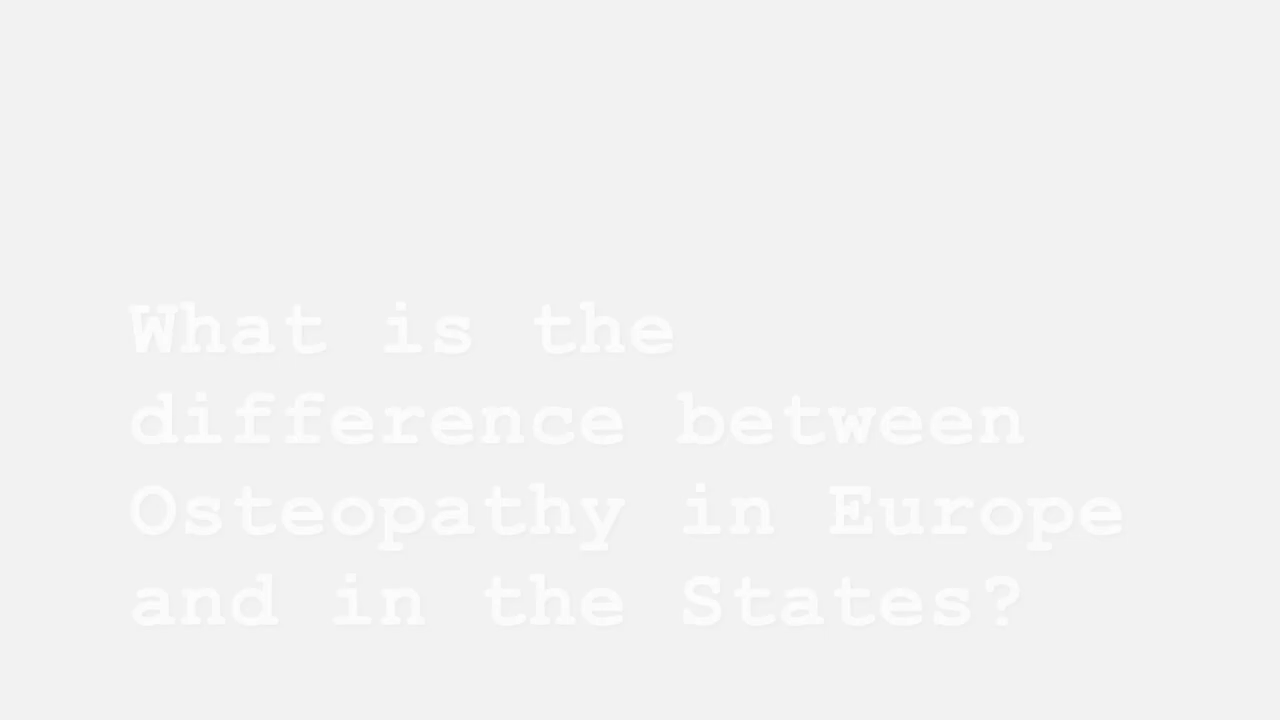 What is the
difference between
Osteopathy in Europe
and in the States?